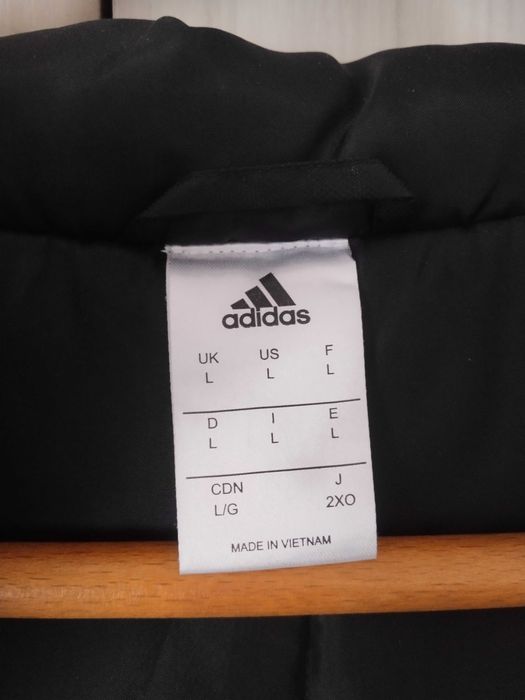 adidas
UK US F
L L L
D I E
L L L
CDN J
L/G 2XO
MADE IN VIETNAM